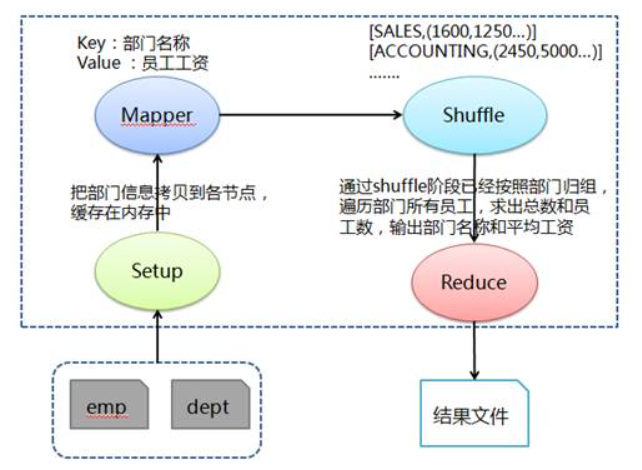 Key：部门名称
Value ：员工工资
[SALES,(1600,1250...)]
[ACCOUNTING,(2450,5000...)]
.......
Mapper
Shuffle
把部门信息拷贝到各节点，
缓存在内存中
通过shuffle阶段已经按照部门归组，
遍历部门所有员工，求出总数和员
工数，输出部门名称和平均工资
Setup
Reduce
emp
dept
结果文件